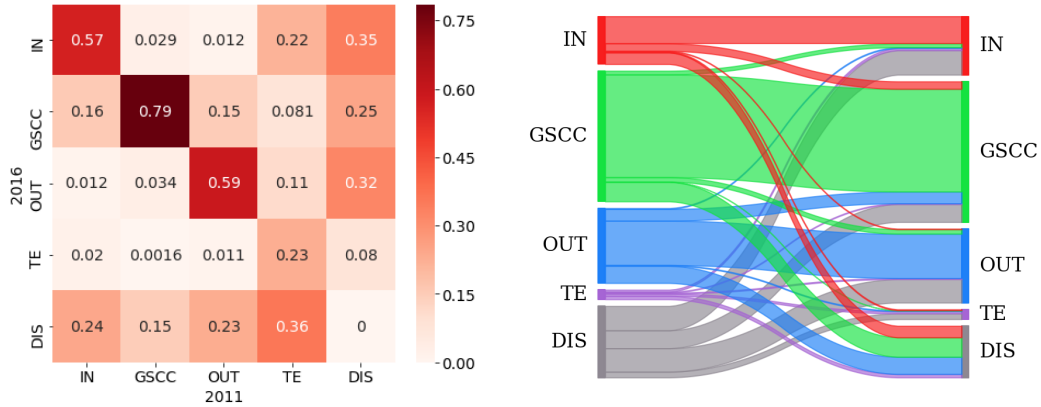 IN 0.57 0.029 0.012 0.22 0.35
GSCC 0.16 0.79 0.15 0.081 0.25
2016
OUT 0.012 0.034 0.59 0.11 0.32
TE 0.02 0.0016 0.011 0.23 0.08
DIS 0.24 0.15 0.23 0.36 0
IN GSCC OUT TE DIS
2011
0.75
0.60
0.45
0.30
0.15
0.00
IN
GSCC
OUT
TE
DIS
IN
GSCC
OUT
TE
DIS